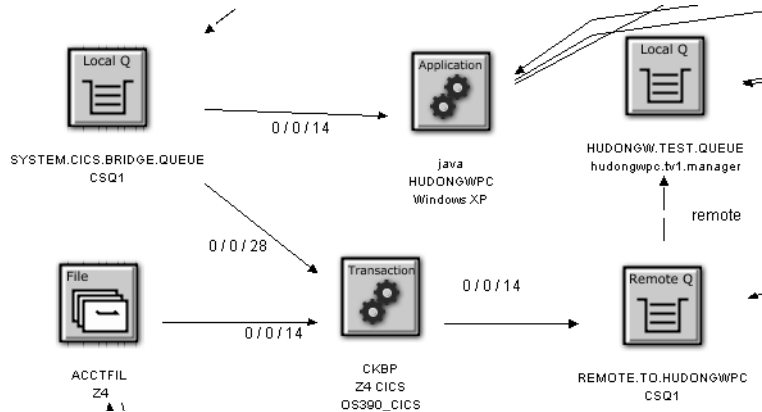 Local Q
SYSTEM.CICS.BRIDGE.QUEUE
CSQ1
0/0/14
Application
java
HUDONGWPC
Windows XP
Local Q
HUDONGW.TEST.QUEUE
hudongwpc.tv1.manager
remote
0/0/28
File
ACCTFIL
Z4
0/0/14
Transaction
CKBP
Z4 CICS
OS390_CICS
0/0/14
Remote Q
REMOTE.TO.HUDONGWPC
CSQ1